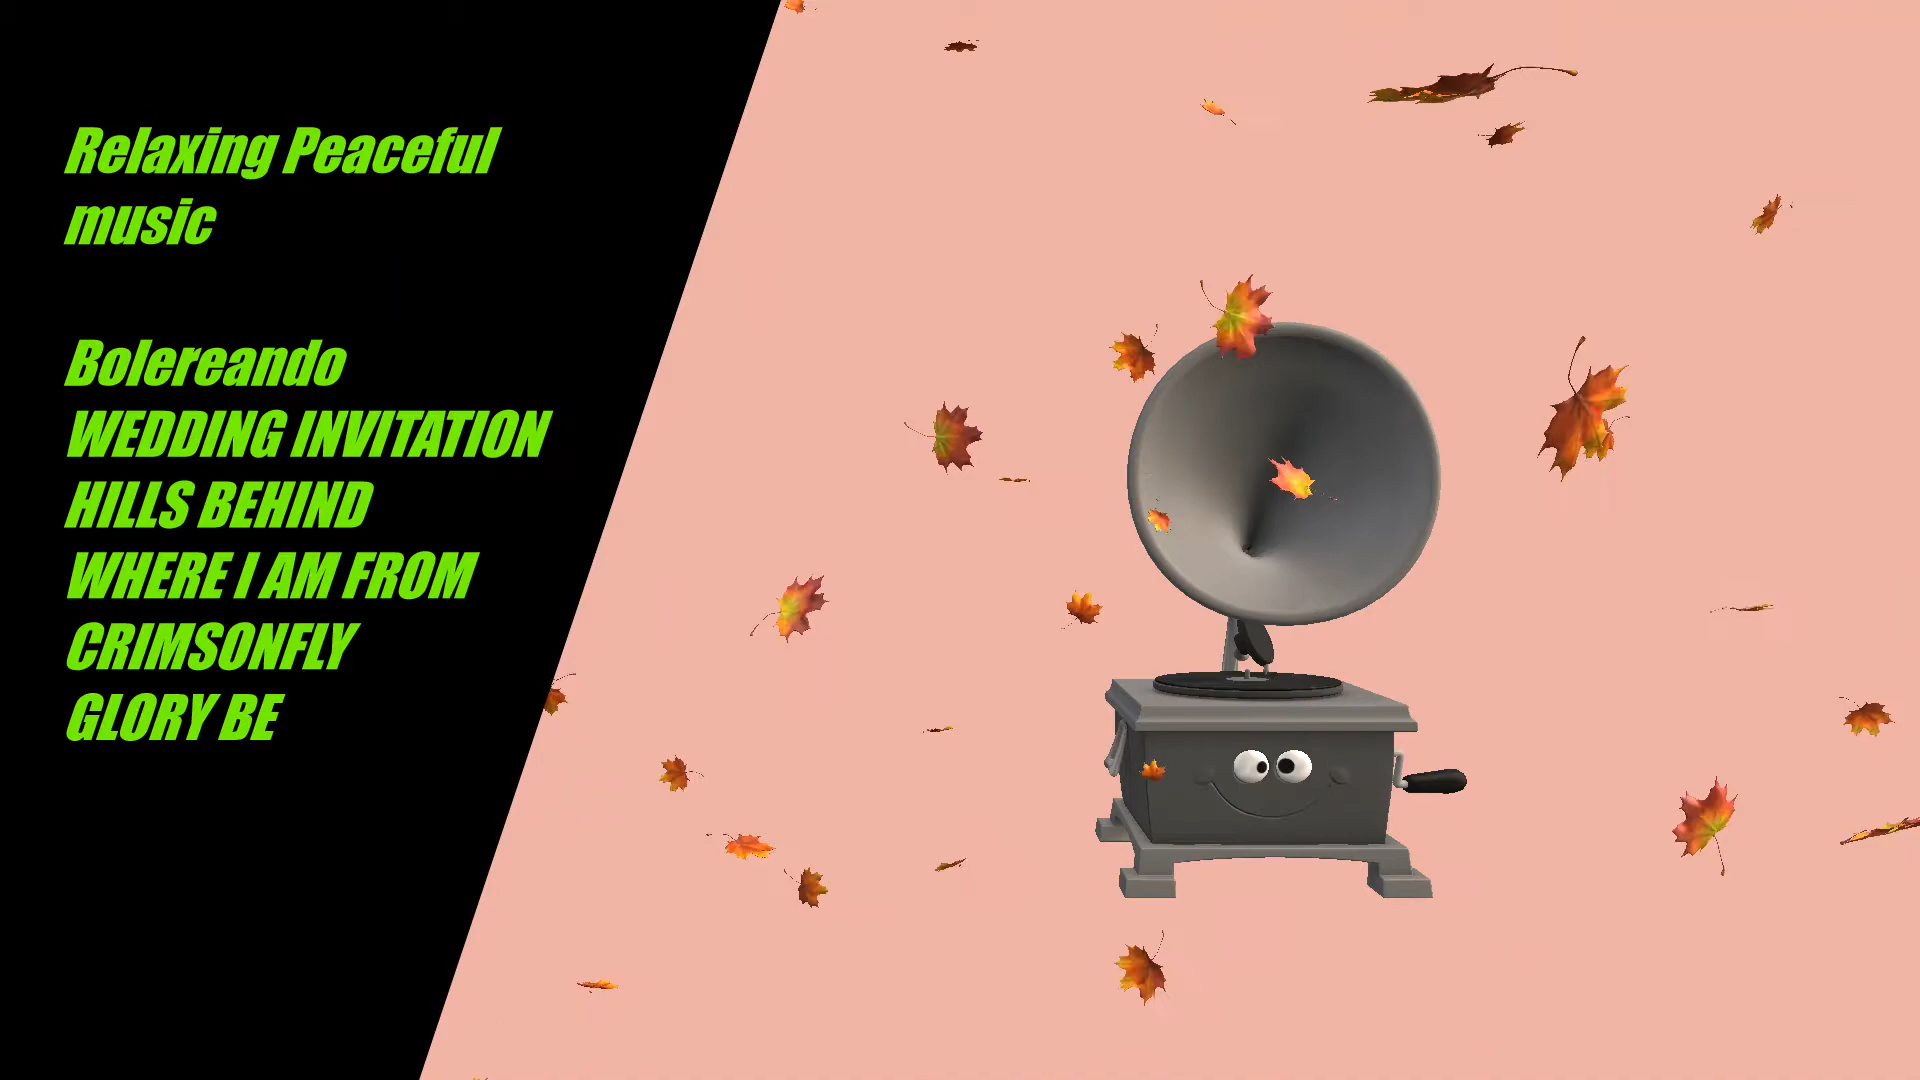 Relaxing Peaceful
music
Bolereando
WEDDING INVITATION
HILLS BEHIND
WHERE I AM FROM
CRIMSONFLY
GLORY BE